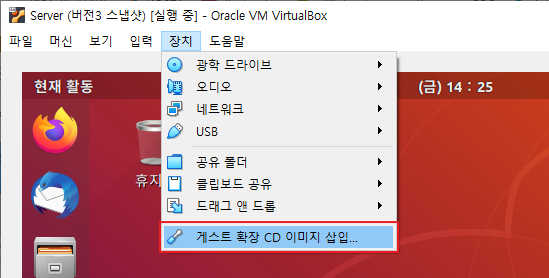 Server (버전3 스냅샷) [실행 중] - Oracle VM VirtualBox
파일 머신 보기 입력 장치 도움말
현재 활동 (금) 14 : 25
광학 드라이브
오디오
네트워크
USB
휴지
공유 폴더
클립보드 공유
드래그 앤 드롭
게스트 확장 CD 이미지 삽입...